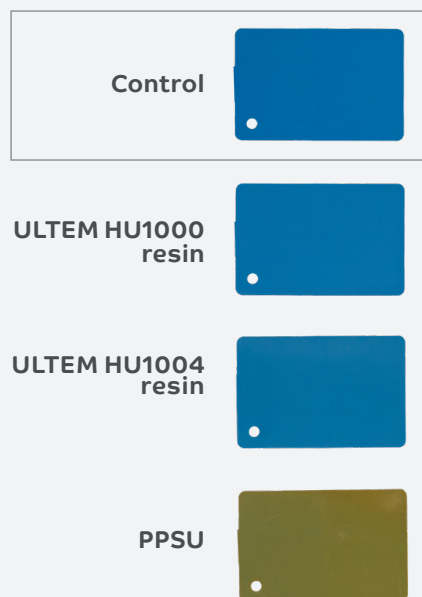 Control
ULTEM HU1000
resin
ULTEM HU1004
resin
PPSU